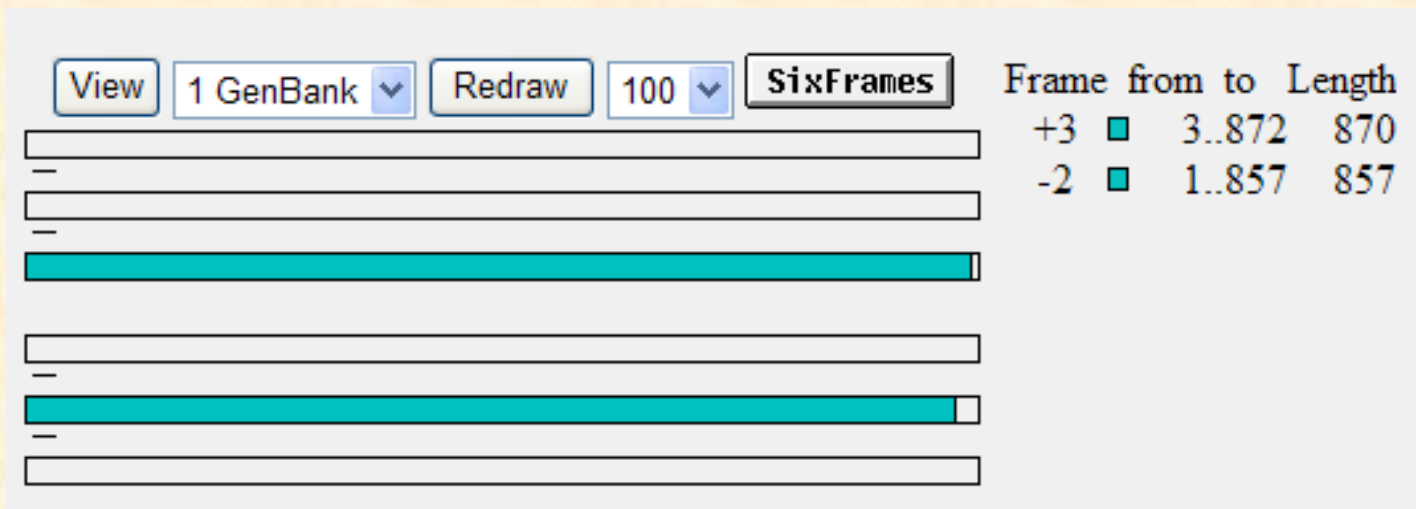 View 1 GenBank Redraw 100 SixFrames
Frame from to Length
+3 3..872 870
-2 1..857 857